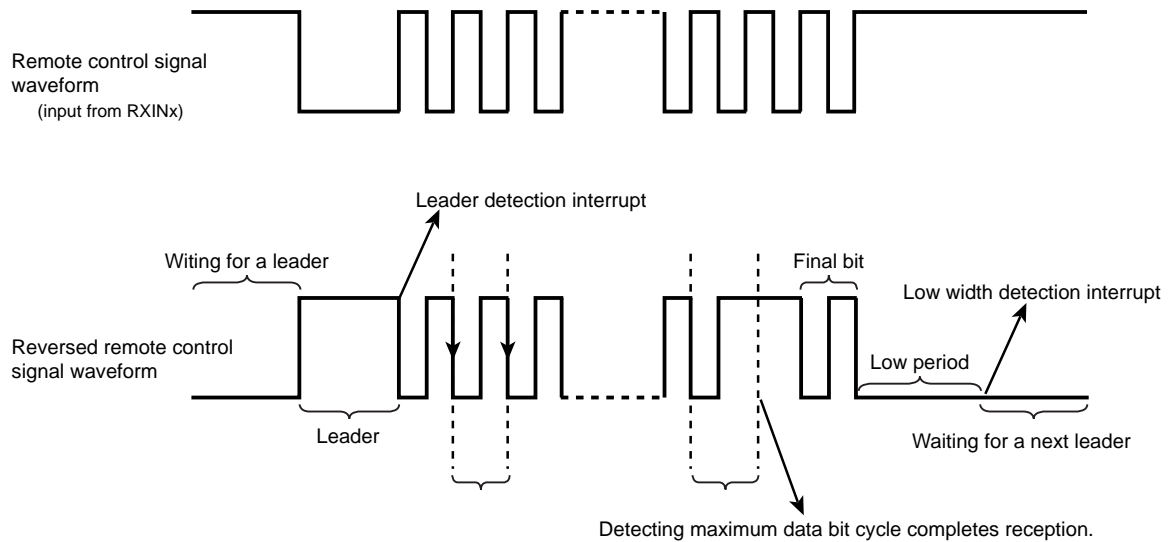 Remote control signal
waveform
(input from RXINx)
Leader detection interrupt
Witing for a leader
Final bit
Low width detection interrupt
Reversed remote control
signal waveform
Low period
Leader
Waiting for a next leader
Detecting maximum data bit cycle completes reception.